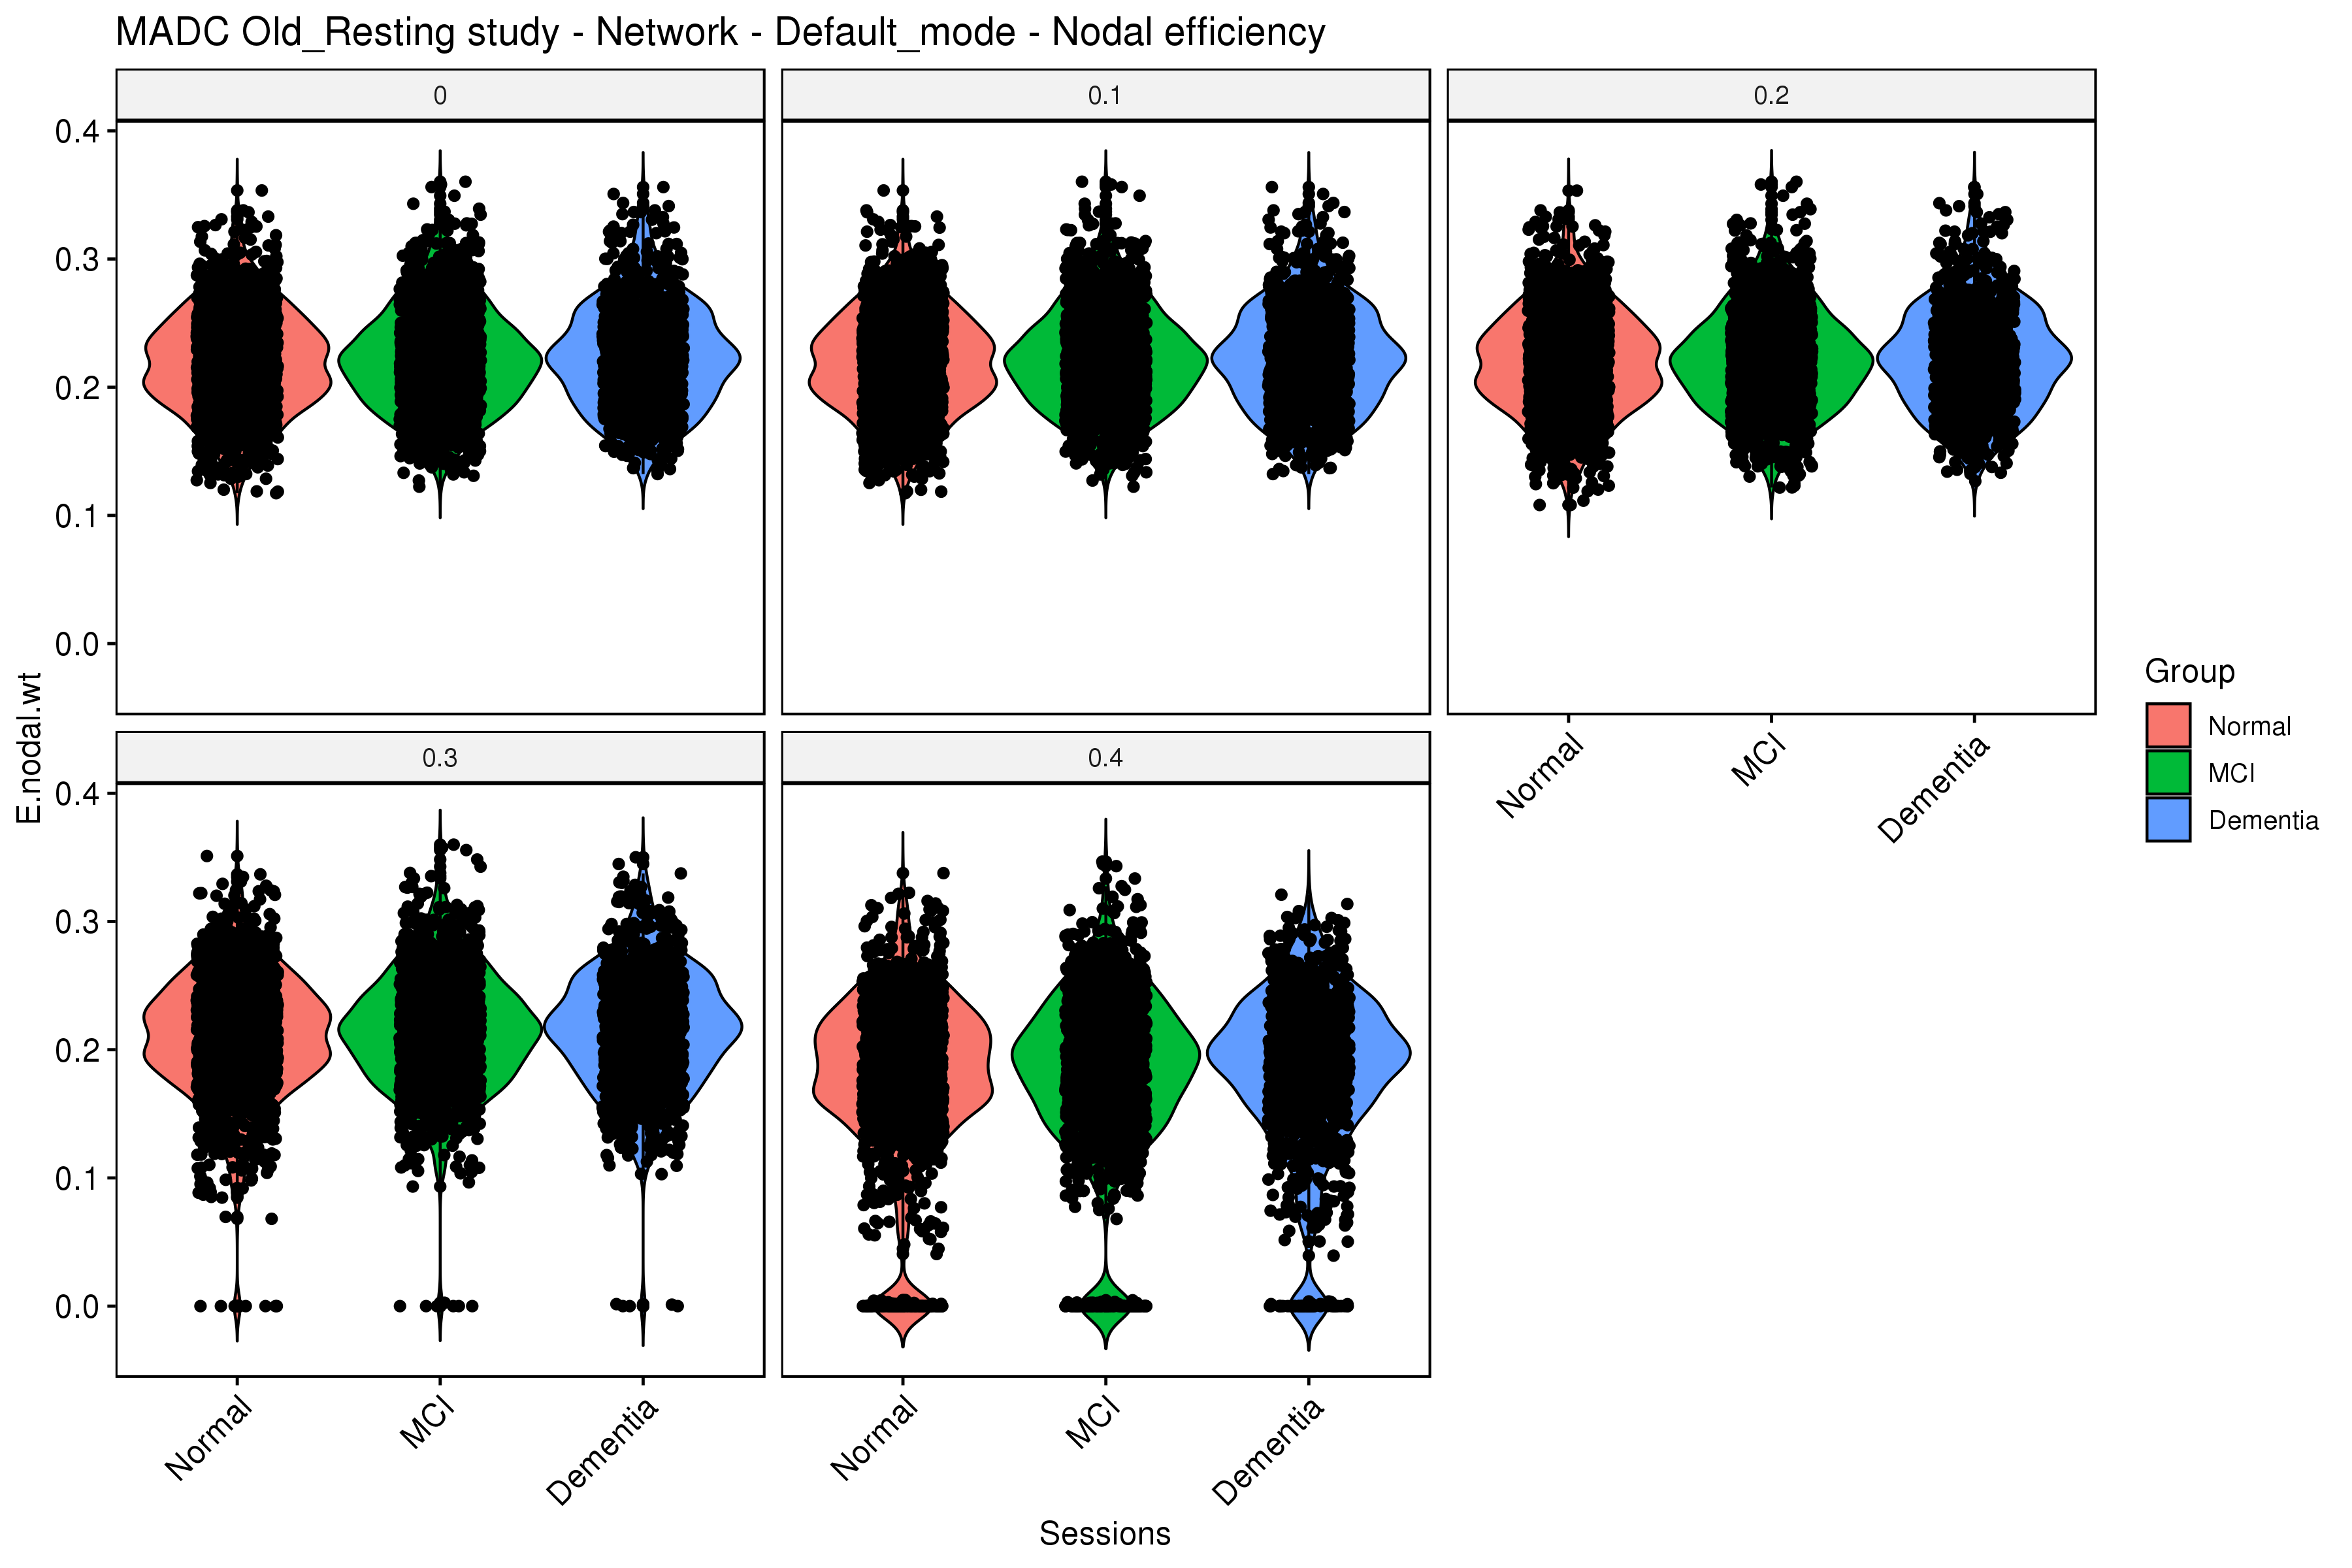 MADC Old_Resting study - Network - Default_mode - Nodal efficiency
0
0.1
0.2
0.4
0.3
0.2
0.1
0.0
Normal
MCI
Dementia
0.3
0.4
0.4
0.3
0.2
0.1
0.0
Normal
MCI
Dementia
Normal
MCI
Dementia
Sessions
E.nodal.wt
Group
Normal
MCI
Dementia